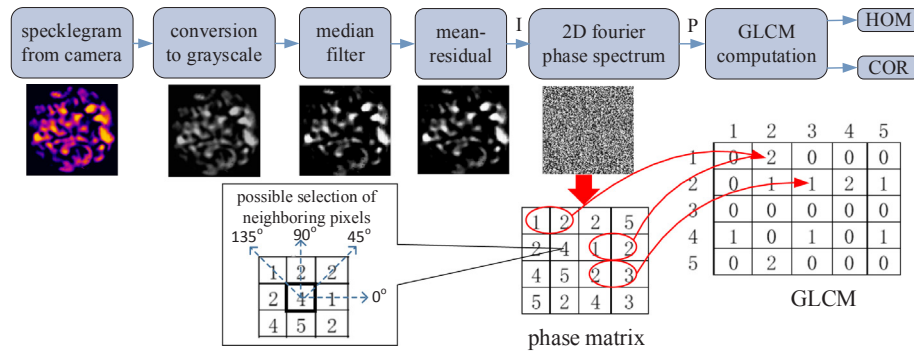 specklegram
from camera
conversion
to grayscale
median
filter
mean-
residual
I
2D fourier
phase spectrum
P
GLCM
computation
HOM
COR
possible selection of
neighboring pixels
135° 90° 45°
0°
1 2 2
2 4 1
4 5 2
1 2 2 5
2 4 1 2
4 5 2 3
5 2 4 3
phase matrix
1 2 3 4 5
1 0 2 0 0 0
2 0 1 1 2 1
3 0 0 0 0 0
4 1 0 1 0 1
5 0 2 0 0 0
GLCM